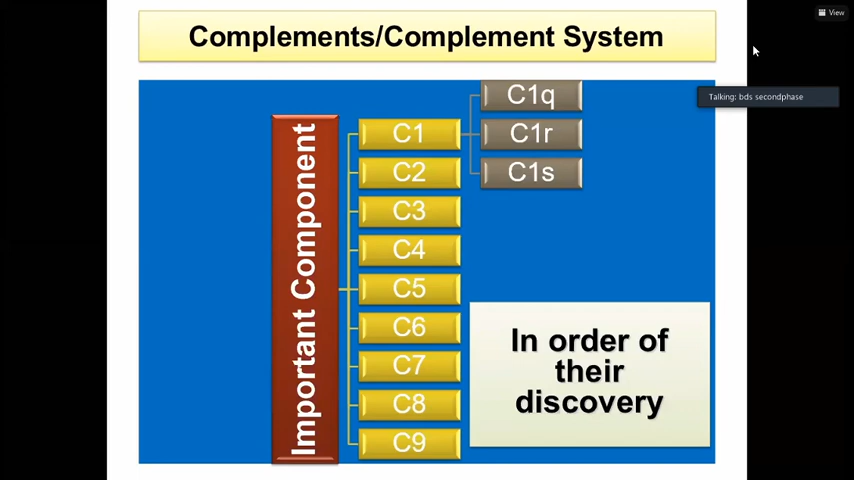 Complements/Complement System
View
Talking: bds secondphase
Important Component
C1
C1q
C1r
C1s
C2
C3
C4
C5
C6
C7
C8
C9
In order of
their
discovery